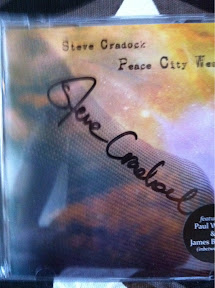 Steve Cradock
Peace City We
Steve Cradock
featu
Paul W
&
James B